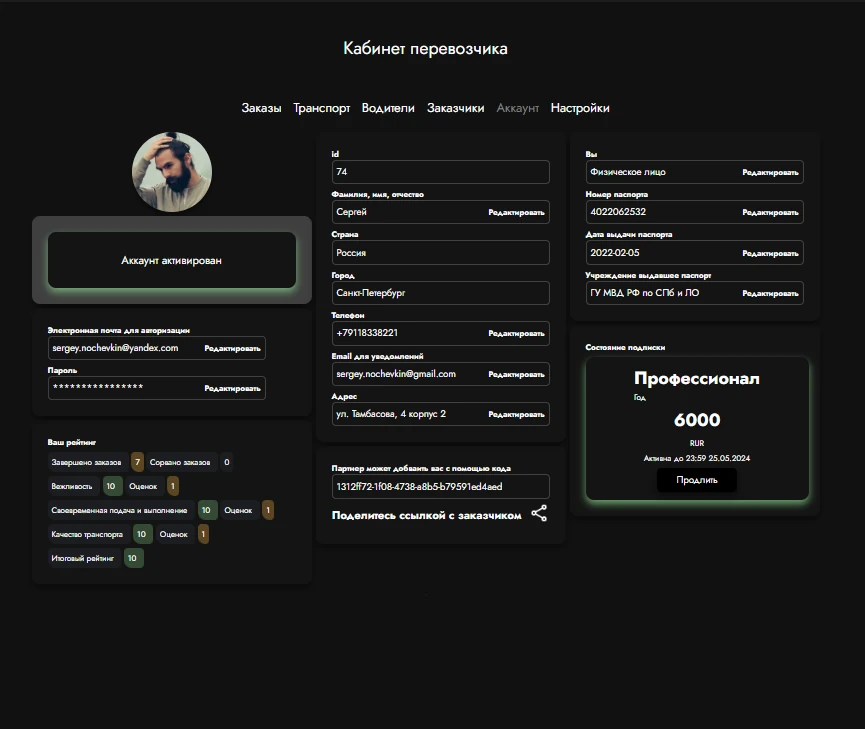 Кабинет перевозчика
Заказы Транспорт Водители Заказчики Аккаунт Настройки
Аккаунт активирован
Электронная почта для авторизации
sergey.nochevkin@yandex.com Редактировать
Пароль
**************** Редактировать
Ваш рейтинг
Завершено заказов 7 Сорвано заказов 0
Вежливость 10 Оценок 1
Своевременная подача и выполнение 10 Оценок 1
Качество транспорта 10 Оценок 1
Итоговый рейтинг 10
id
74
Фамилия, имя, отчество
Сергей Редактировать
Страна
Россия
Город
Санкт-Петербург
Телефон
+79118338221 Редактировать
Email для уведомлений
sergey.nochevkin@gmail.com Редактировать
Адрес
ул. Тамбасова, 4 корпус 2 Редактировать
Партнер может добваить вас с помощью кода
1312ff72-1f08-4738-a8b5-b79591ed4aed
Поделитесь ссылкой с заказчиком
Вы
Физическое лицо Редактировать
Номер паспорта
4022062532 Редактировать
Дата выдачи паспорта
2022-02-05 Редактировать
Учреждение выдавшее паспорт
ГУ МВД РФ по СПб и ЛО Редактировать
Состояние подписки
Профессионал
Год
6000
RUR
Активна до 23:59 25.05.2024
Продлить